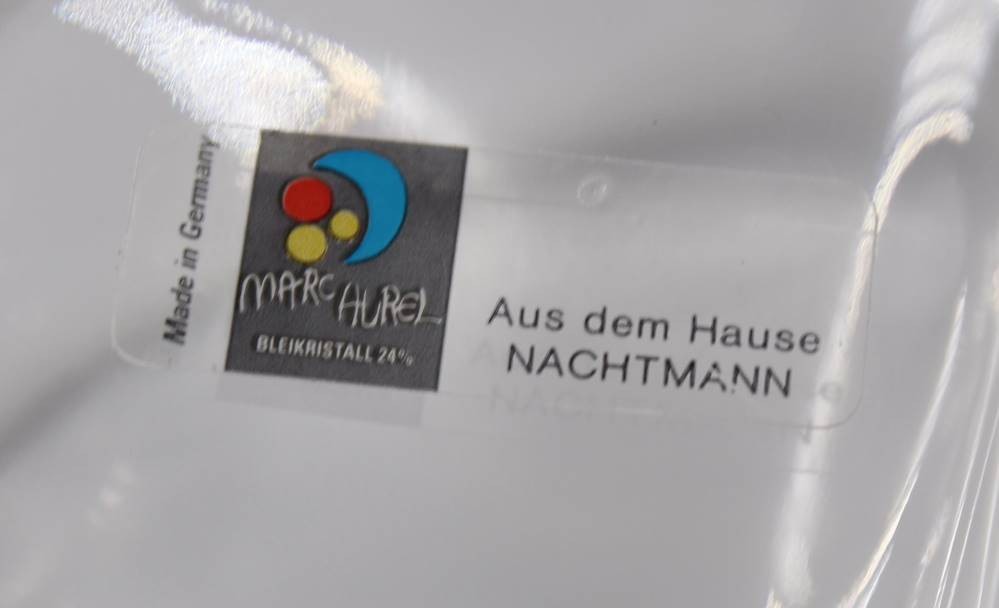 Made in Germany
MARC AUREL
BLEIKRISTALL 24%
Aus dem Hause
NACHTMANN